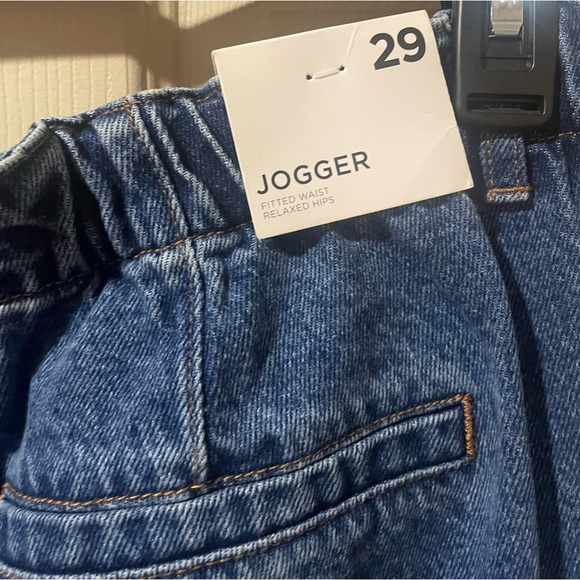 29
JOGGER
FITTED WAIST
RELAXED HIPS